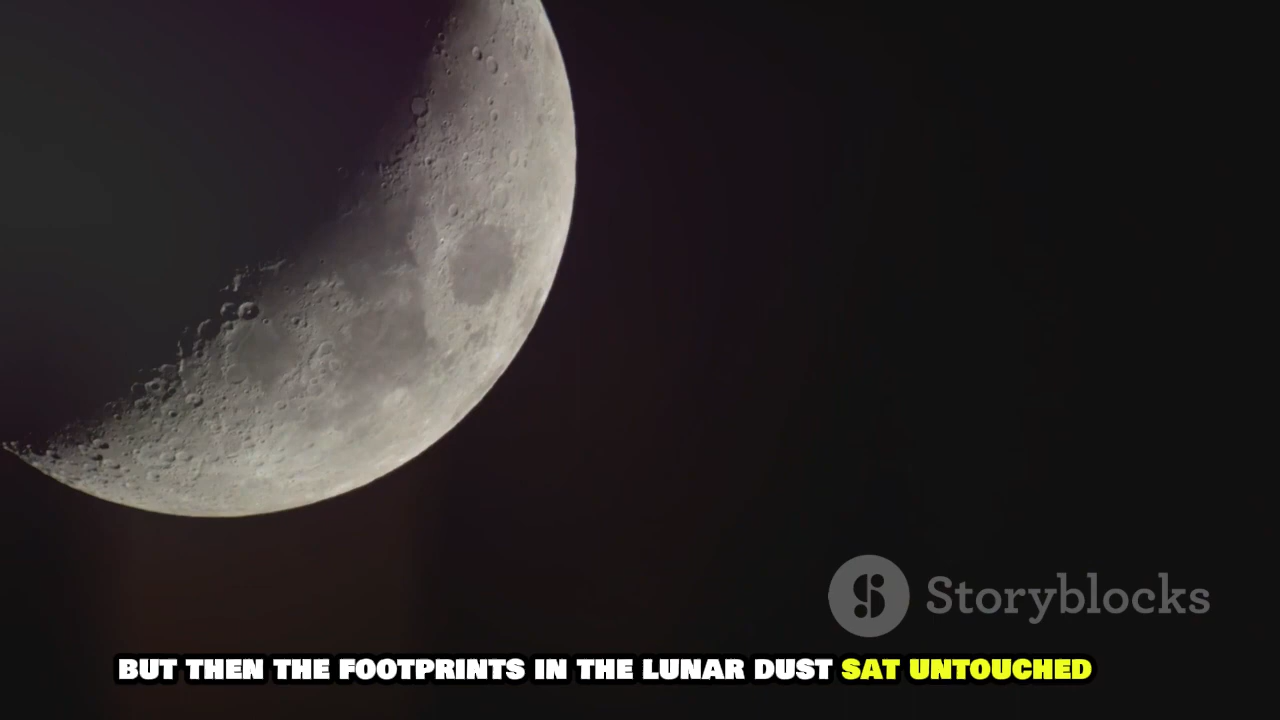 Storyblocks
BUT THEN THE FOOTPRINTS IN THE LUNAR DUST SAT UNTOUCHED